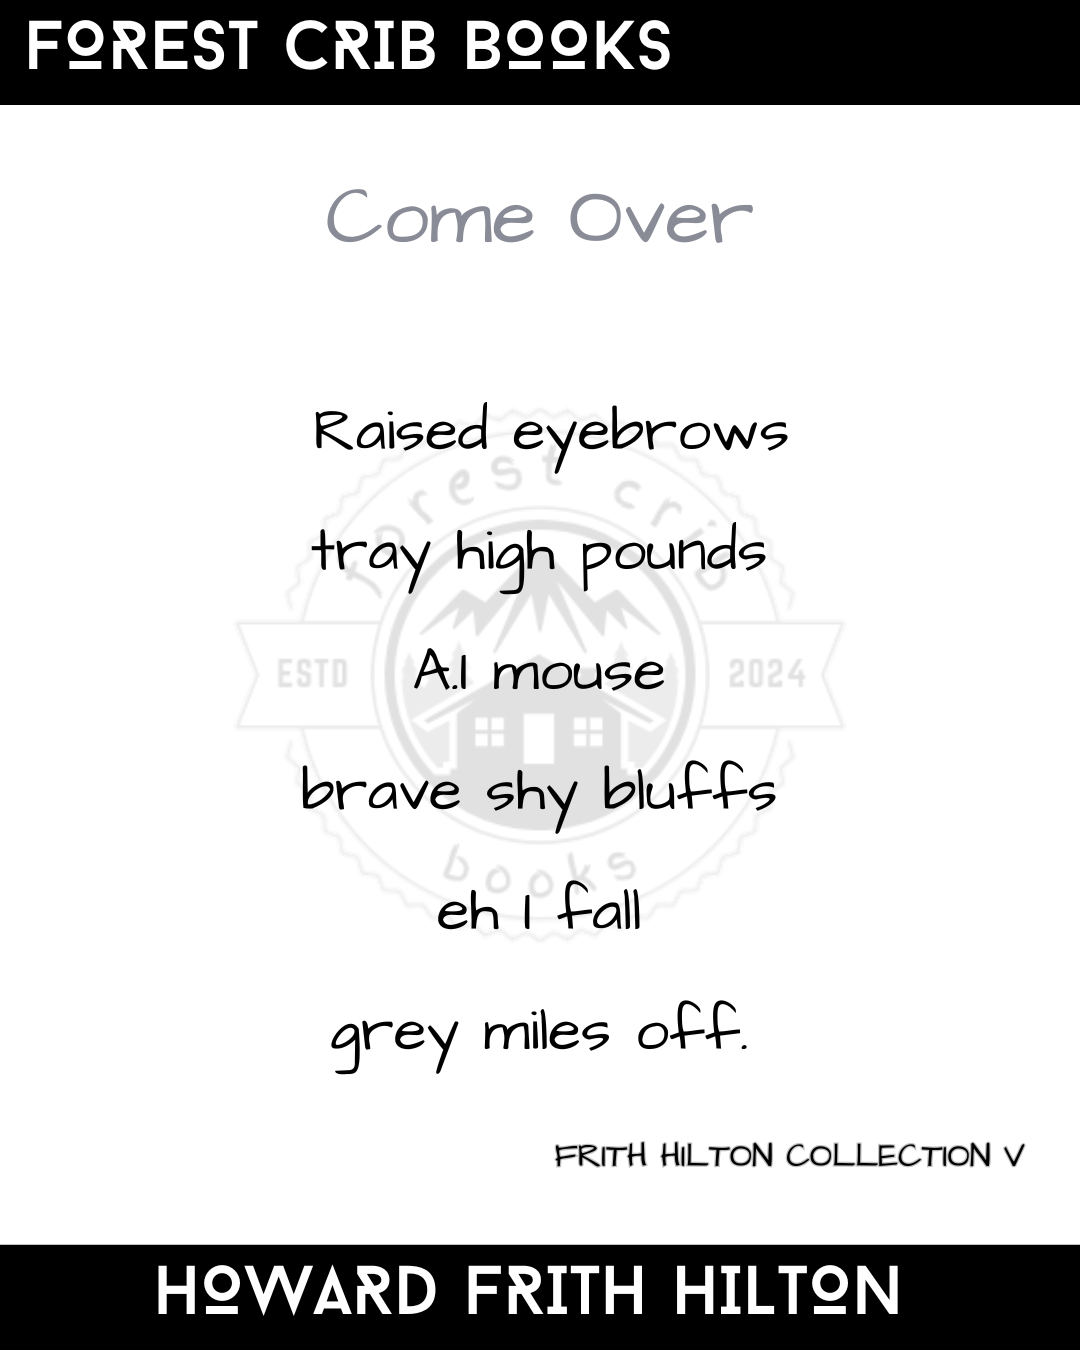 FOREST CRIB BOOKS
Come Over
Raised eyebrows
tray high pounds
A.I mouse
brave shy bluffs
eh I fall
grey miles off.
forest crib
ESTD 2024
books
FRITH HILTON COLLECTION V
HOWARD FRITH HILTON